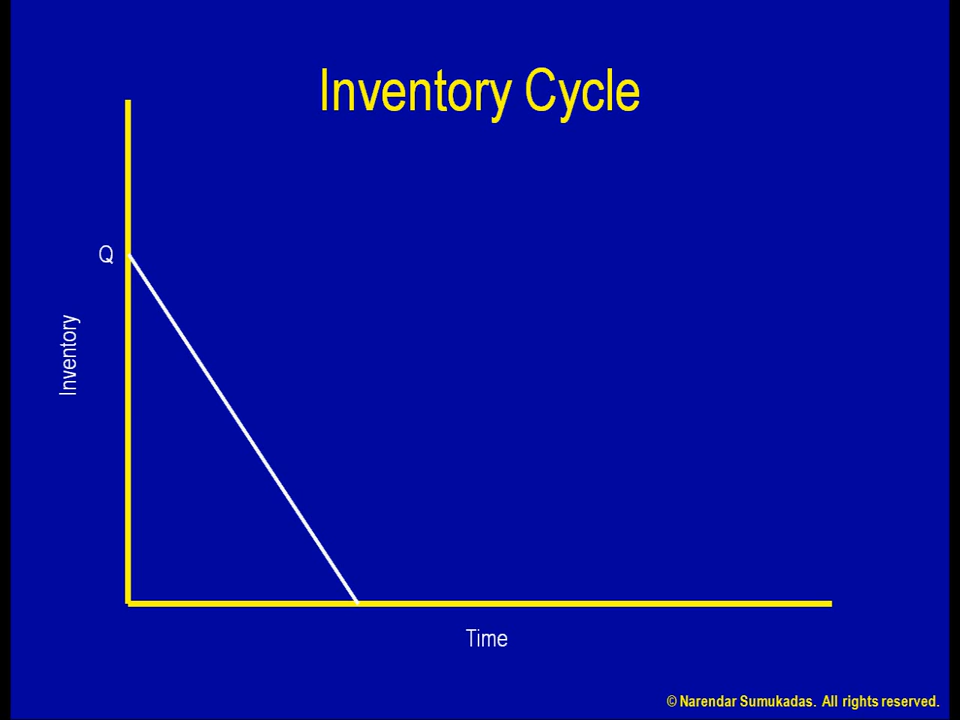 Inventory Cycle
Q
Inventory
Time
© Narendar Sumukadas. All rights reserved.